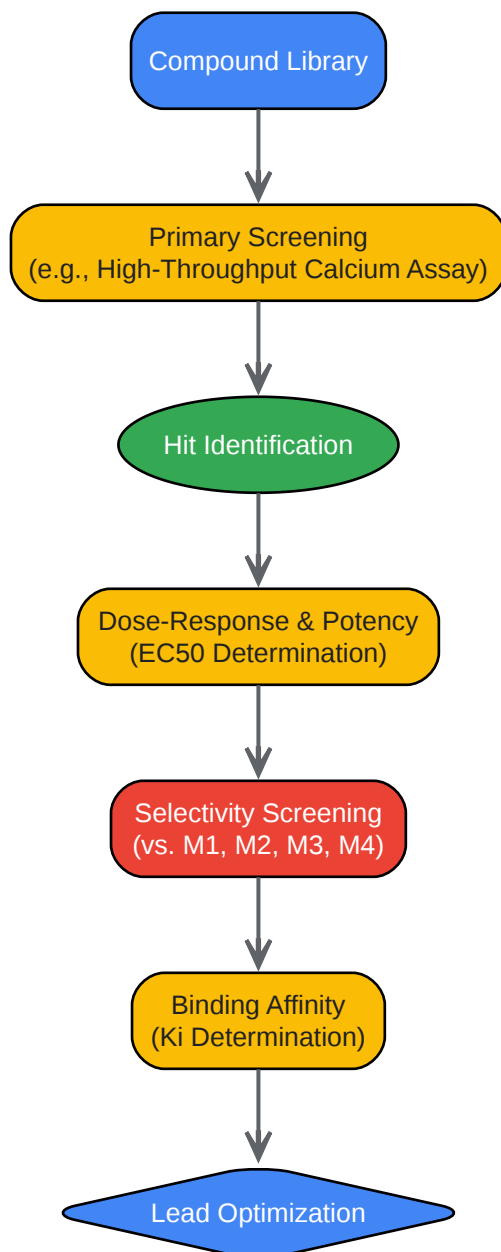 Compound Library
Primary Screening
(e.g., High-Throughput Calcium Assay)
Hit Identification
Dose-Response & Potency
(EC50 Determination)
Selectivity Screening
(vs. M1, M2, M3, M4)
Binding Affinity
(Ki Determination)
Lead Optimization